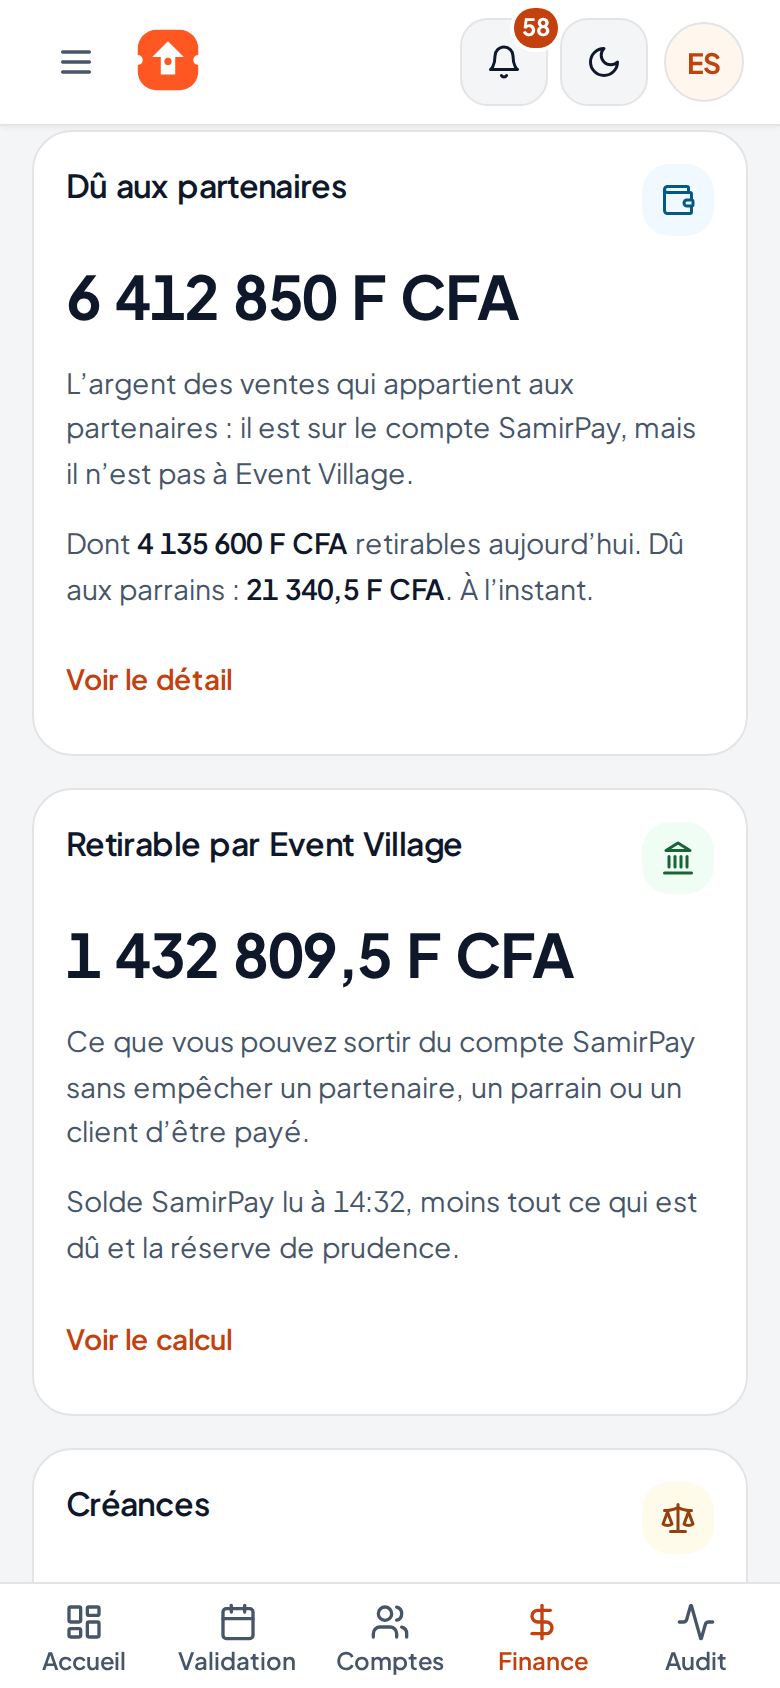 58
ES
Dû aux partenaires
6 412 850 F CFA
L’argent des ventes qui appartient aux
partenaires : il est sur le compte SamirPay, mais
il n’est pas à Event Village.
Dont 4 135 600 F CFA retirables aujourd’hui. Dû
aux parrains : 21 340,5 F CFA. À l’instant.
Voir le détail
Retirable par Event Village
1 432 809,5 F CFA
Ce que vous pouvez sortir du compte SamirPay
sans empêcher un partenaire, un parrain ou un
client d’être payé.
Solde SamirPay lu à 14:32, moins tout ce qui est
dû et la réserve de prudence.
Voir le calcul
Créances
Accueil
Validation
Comptes
Finance
Audit